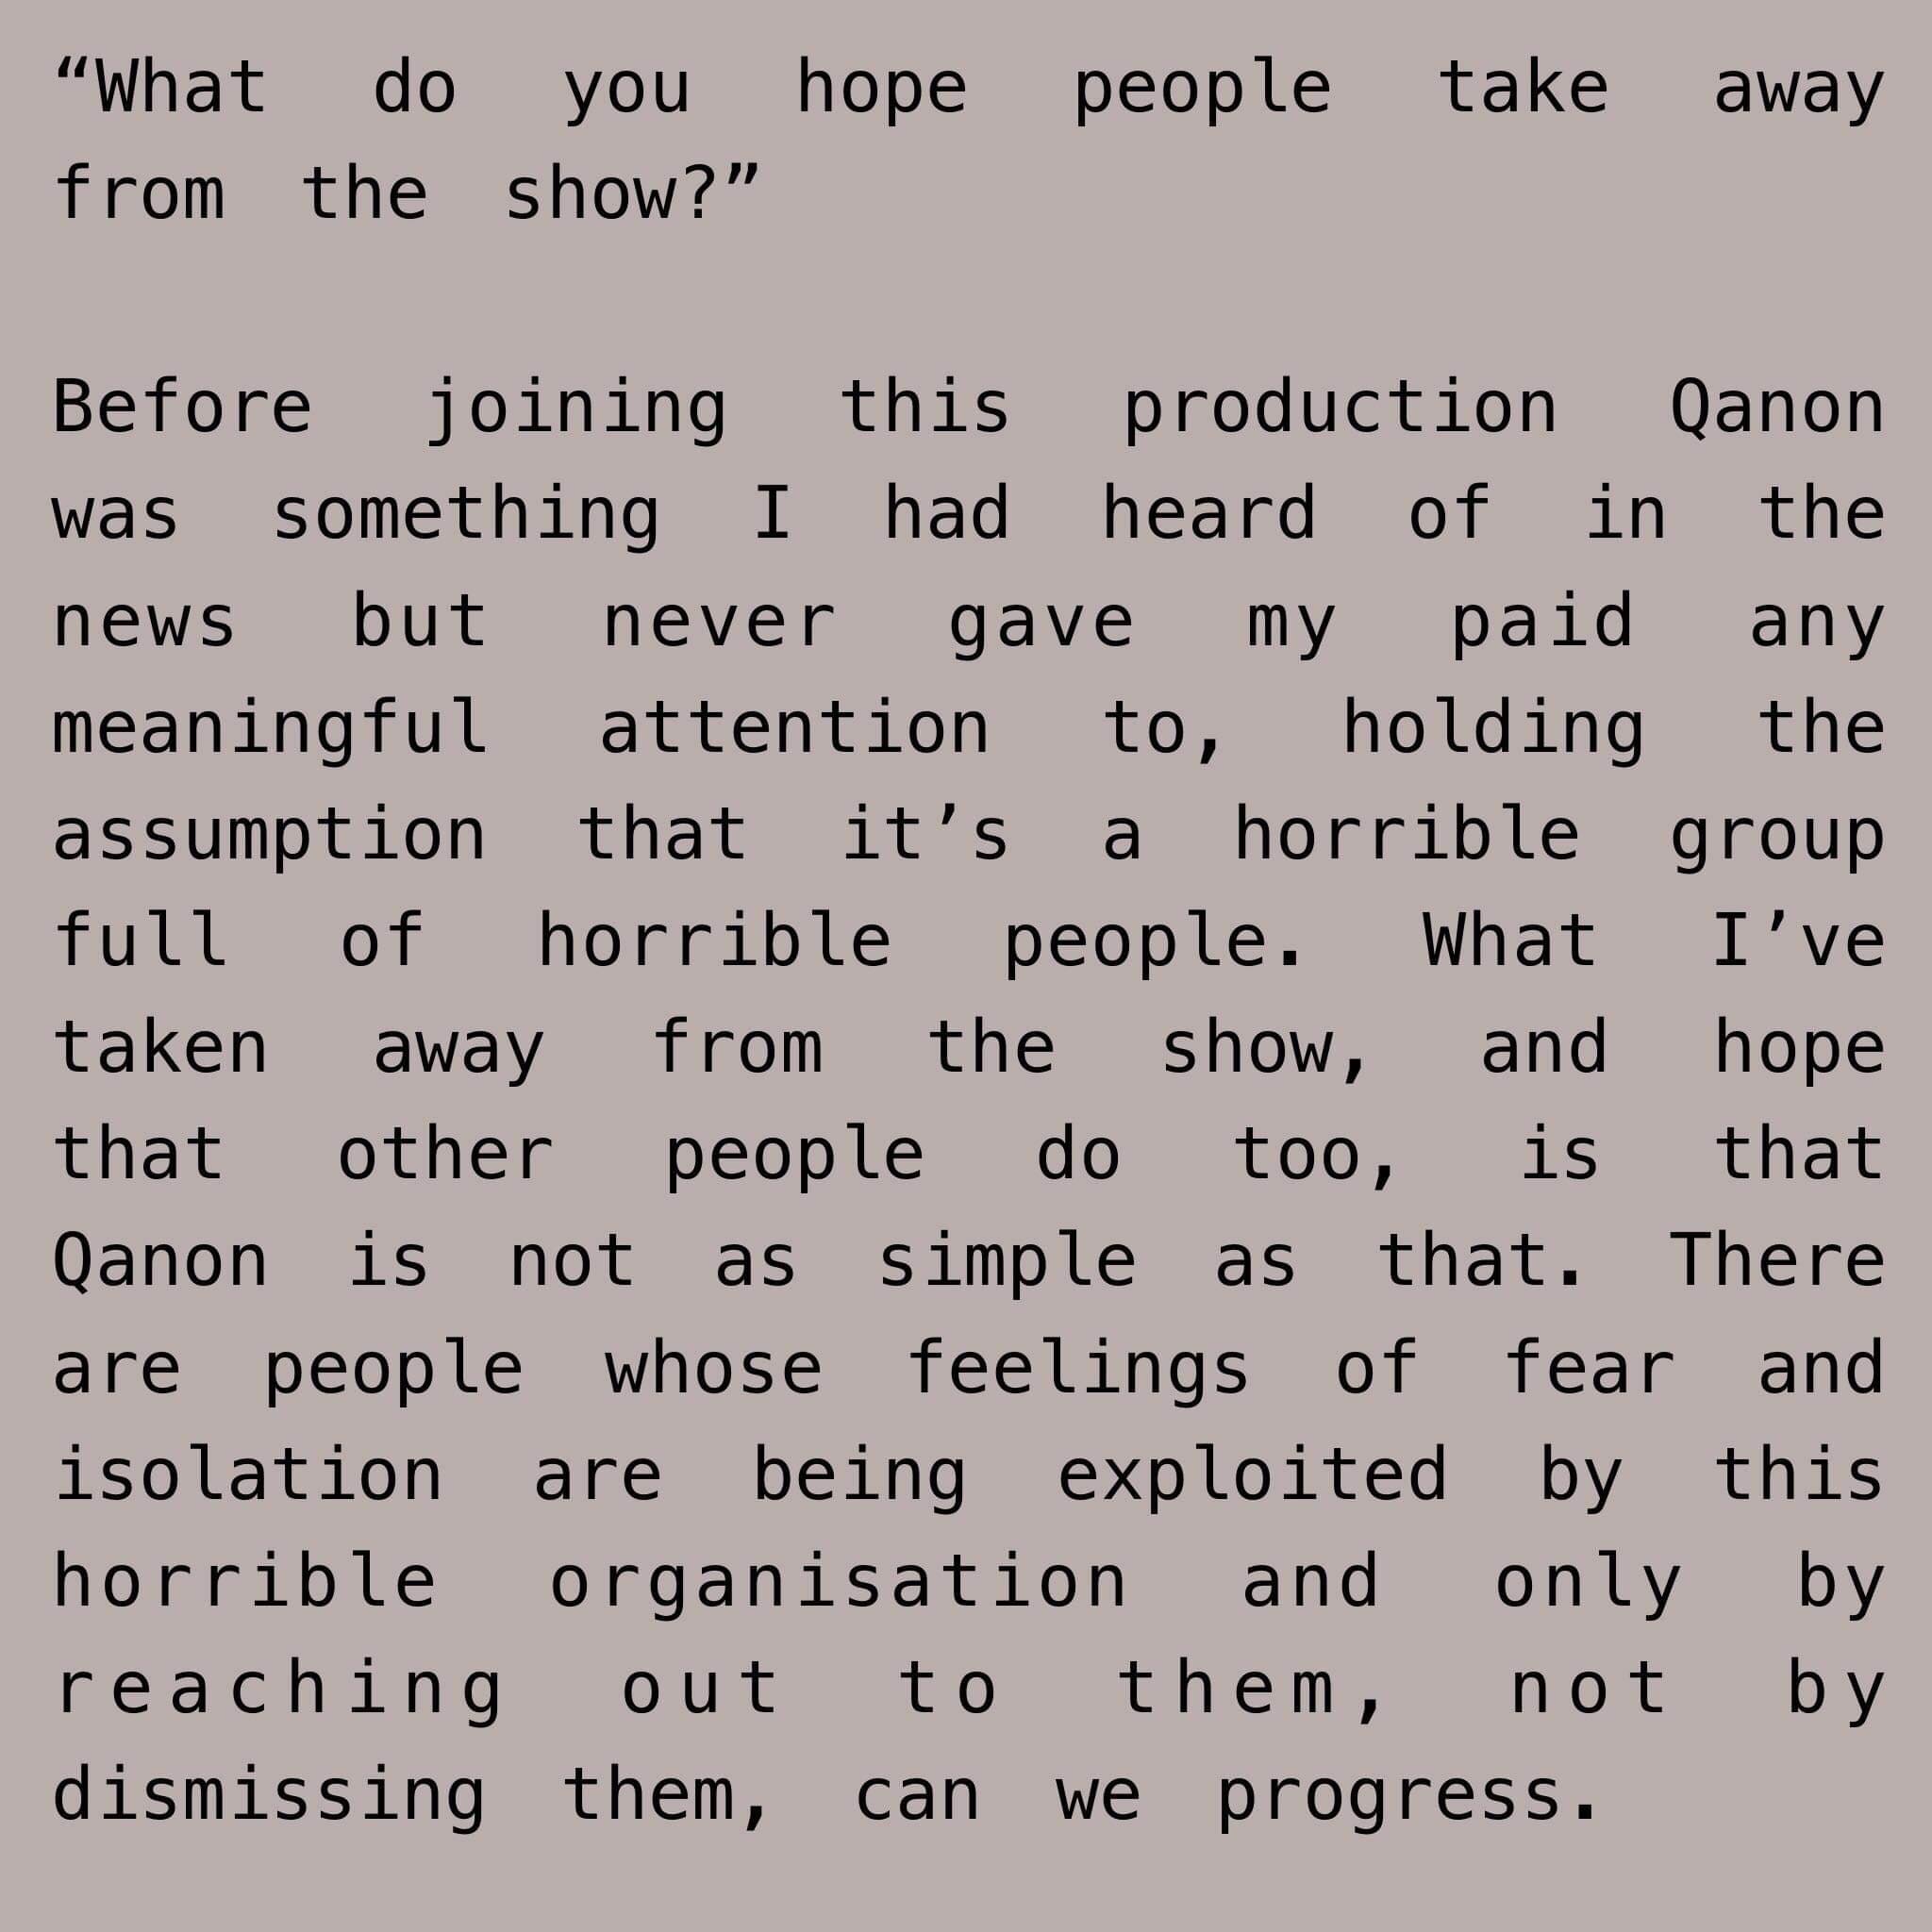 “What do you hope people take away
from the show?”
Before joining this production Qanon
was something I had heard of in the
news but never gave my paid any
meaningful attention to, holding the
assumption that it’s a horrible group
full of horrible people. What I’ve
taken away from the show, and hope
that other people do too, is that
Qanon is not as simple as that. There
are people whose feelings of fear and
isolation are being exploited by this
horrible organisation and only by
reaching out to them, not by
dismissing them, can we progress.